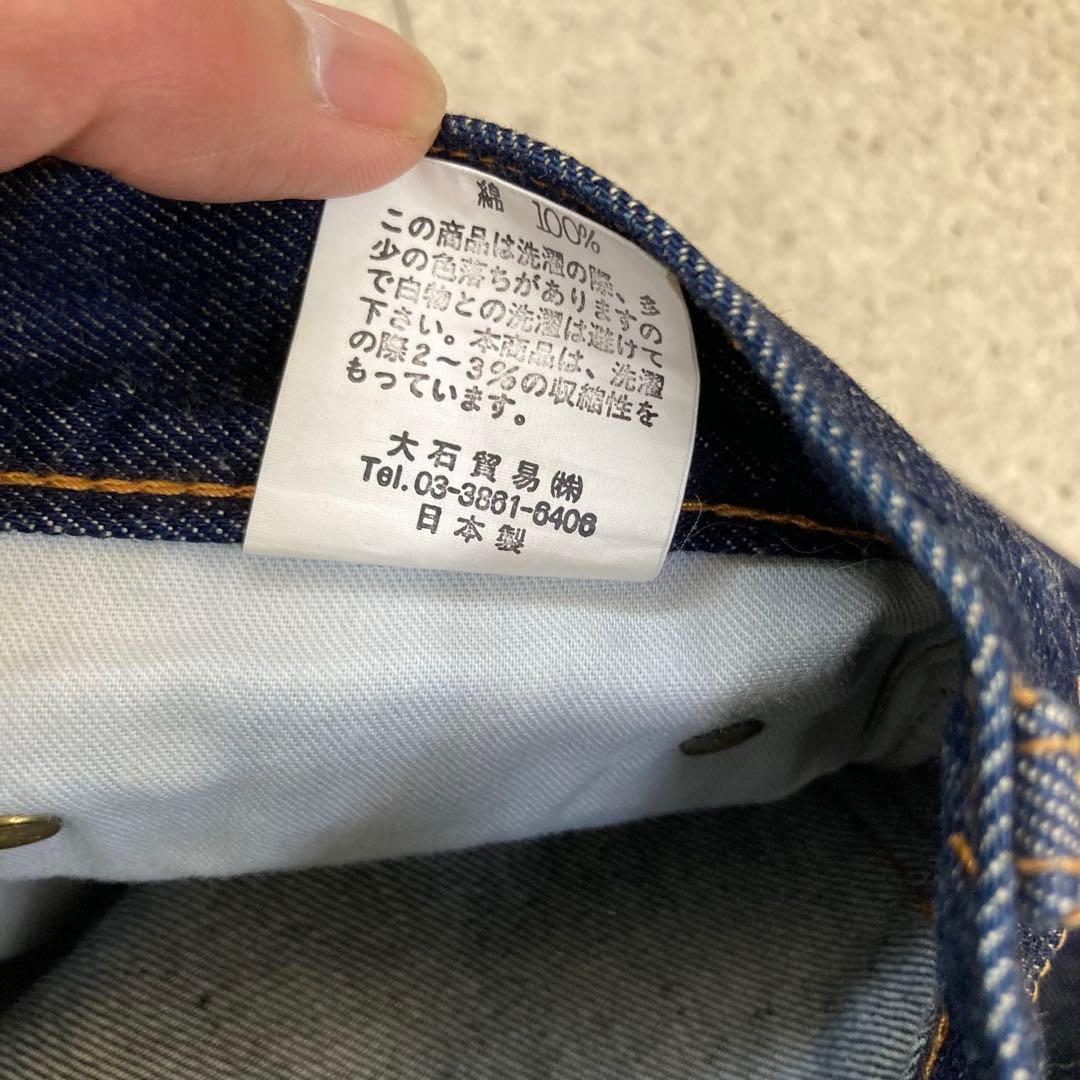 綿 100%
この商品は洗濯の際、多
少の色落ちがありますの
で白物との洗濯は避けて
下さい。本商品は、洗濯
の際2～3%の収縮性を
もっています。
大石貿易㈱
Tel.03-3861-6406
日本製